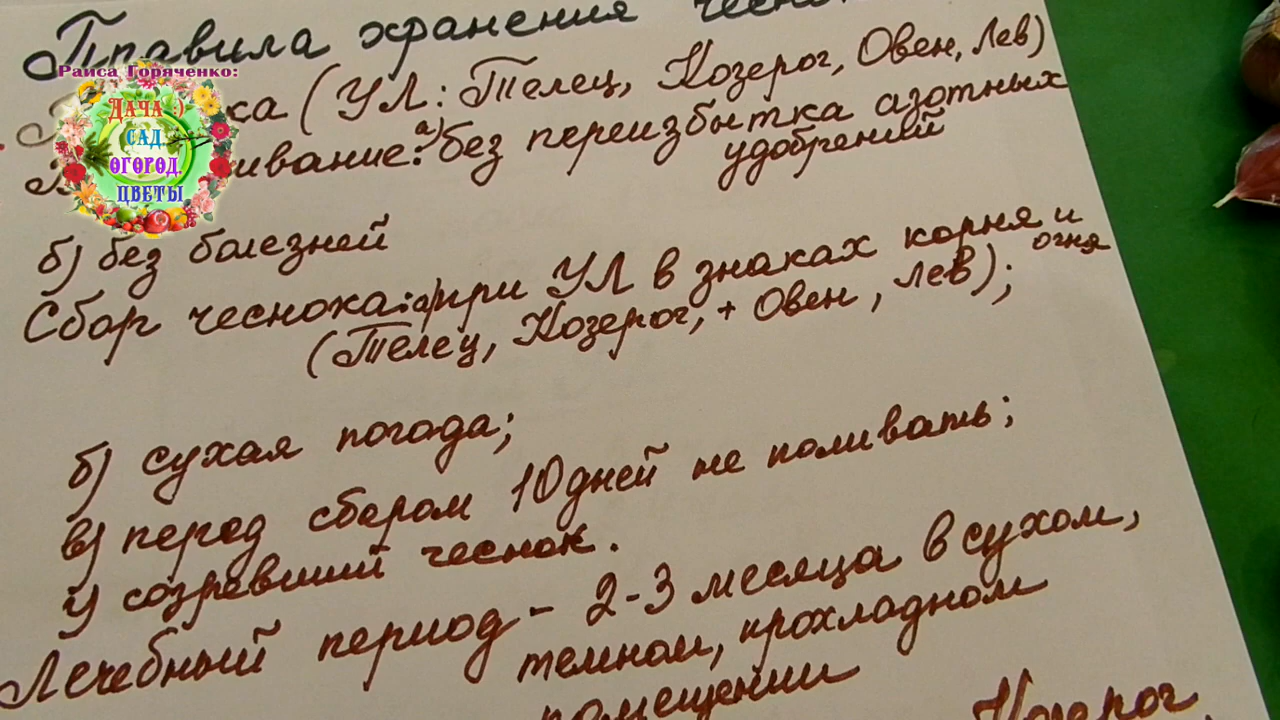 Правила хранения чесно
Раиса Горяченко:
Дача :)
сад
огород
цветы
ка (УЛ: Телец, Козерог, Овен, Лев)
ивание: а) без переизбытка азотных
удобрений
б) без болезней
Сбор чеснока: а) при УЛ в знаках корня и
огня
(Телец, Козерог, + Овен, Лев);
б) сухая погода;
в) перед сбором 10 дней не поливать;
г) созревший чеснок.
Лечебный период - 2-3 месяца в сухом,
темном, прохладном
помещении
Козерог,